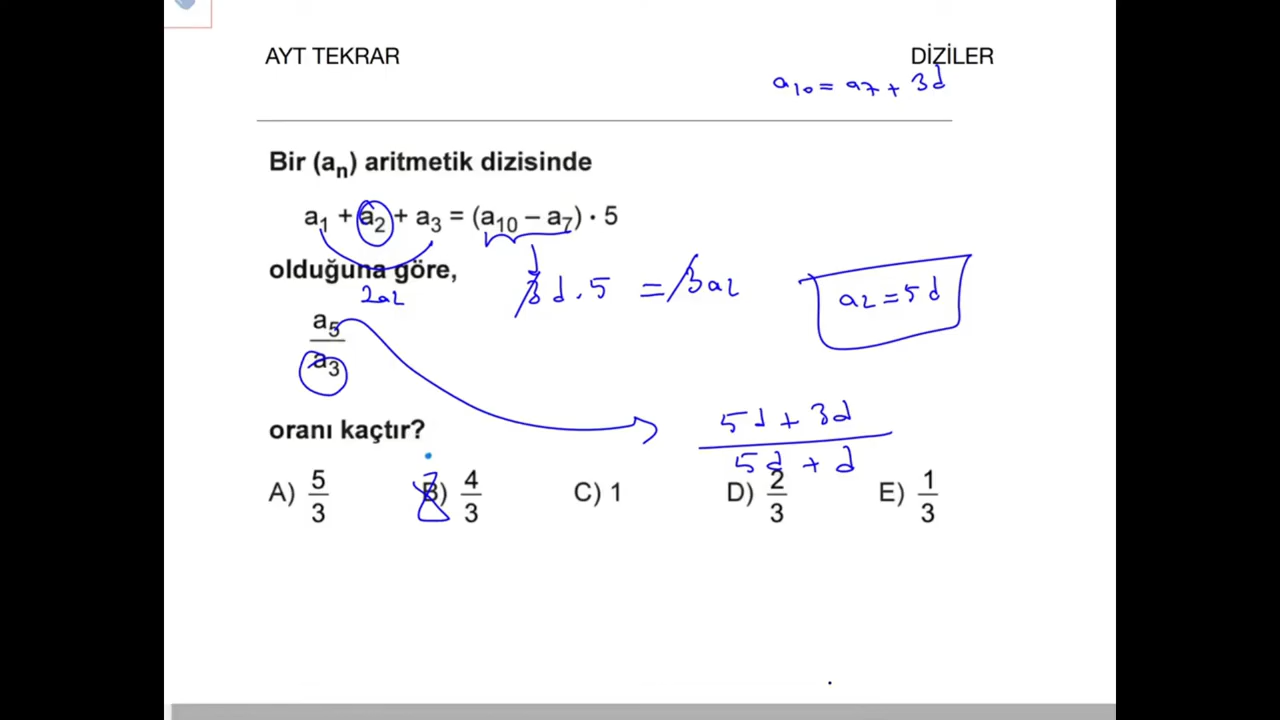 AYT TEKRAR DİZİLER
a10 = a7 + 3d
Bir (an) aritmetik dizisinde
a1 + a2 + a3 = (a10 – a7) · 5
olduğuna göre,
2a2
3d · 5 = 3a2
a2 = 5d
a5
a3
5d + 3d
5d + d
oranı kaçtır?
A) 5/3 B) 4/3 C) 1 D) 2/3 E) 1/3